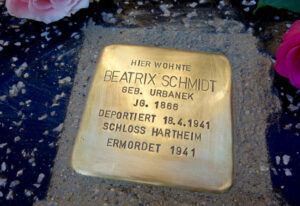 HIER WOHNTE
BEATRIX SCHMIDT
GEB. URBANEK
JG. 1866
DEPORTIERT 18.4.1941
SCHLOSS HARTHEIM
ERMORDET 1941